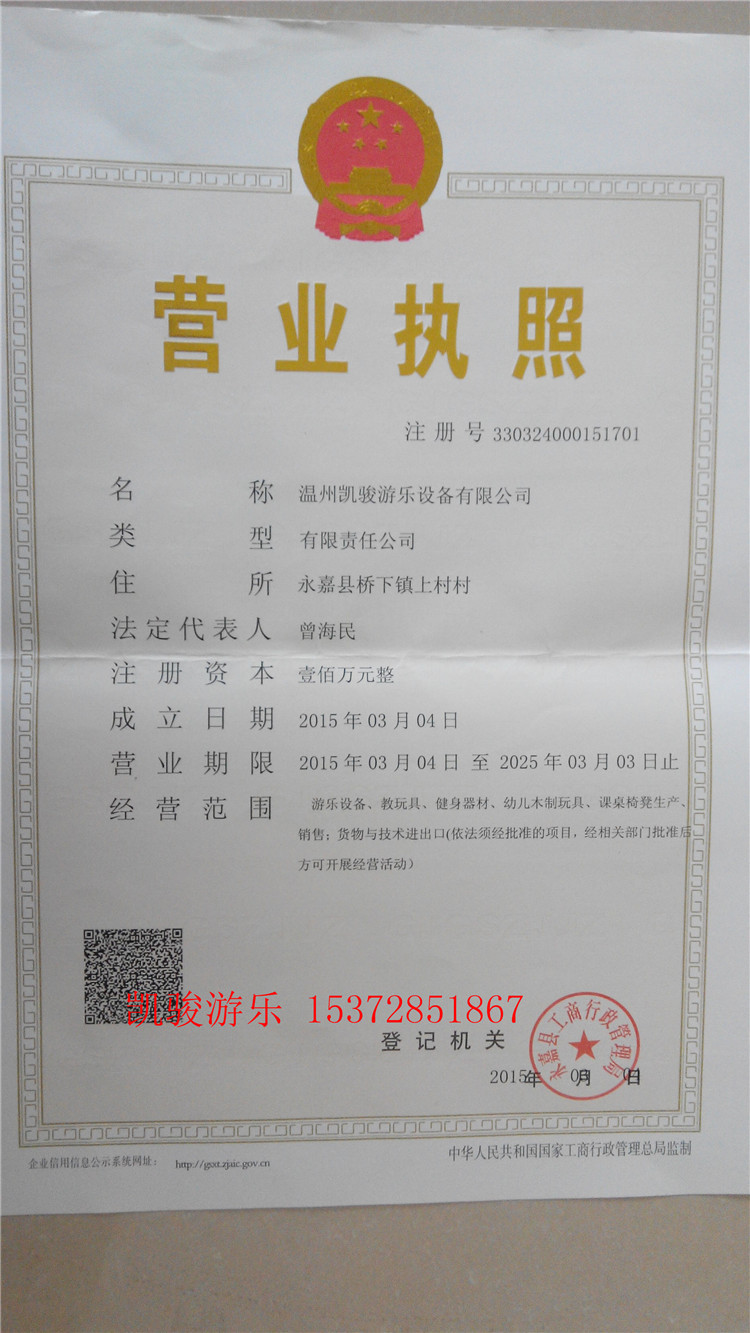 营业执照
注册号 330324000151701
名称 温州凯骏游乐设备有限公司
类型 有限责任公司
住所 永嘉县桥下镇上村村
法定代表人 曾海民
注册资本 壹佰万元整
成立日期 2015年03月04日
营业期限 2015年03月04日 至 2025年03月03日止
经营范围 游乐设备、教玩具、健身器材、幼儿木制玩具、课桌椅凳生产、
销售；货物与技术进出口(依法须经批准的项目，经相关部门批准后
方可开展经营活动）
凯骏游乐 15372851867
登记机关
永嘉县工商行政管理局
2015年 月 日
企业信用信息公示系统网址： http://gsxt.zjaic.gov.cn
中华人民共和国国家工商行政管理总局监制